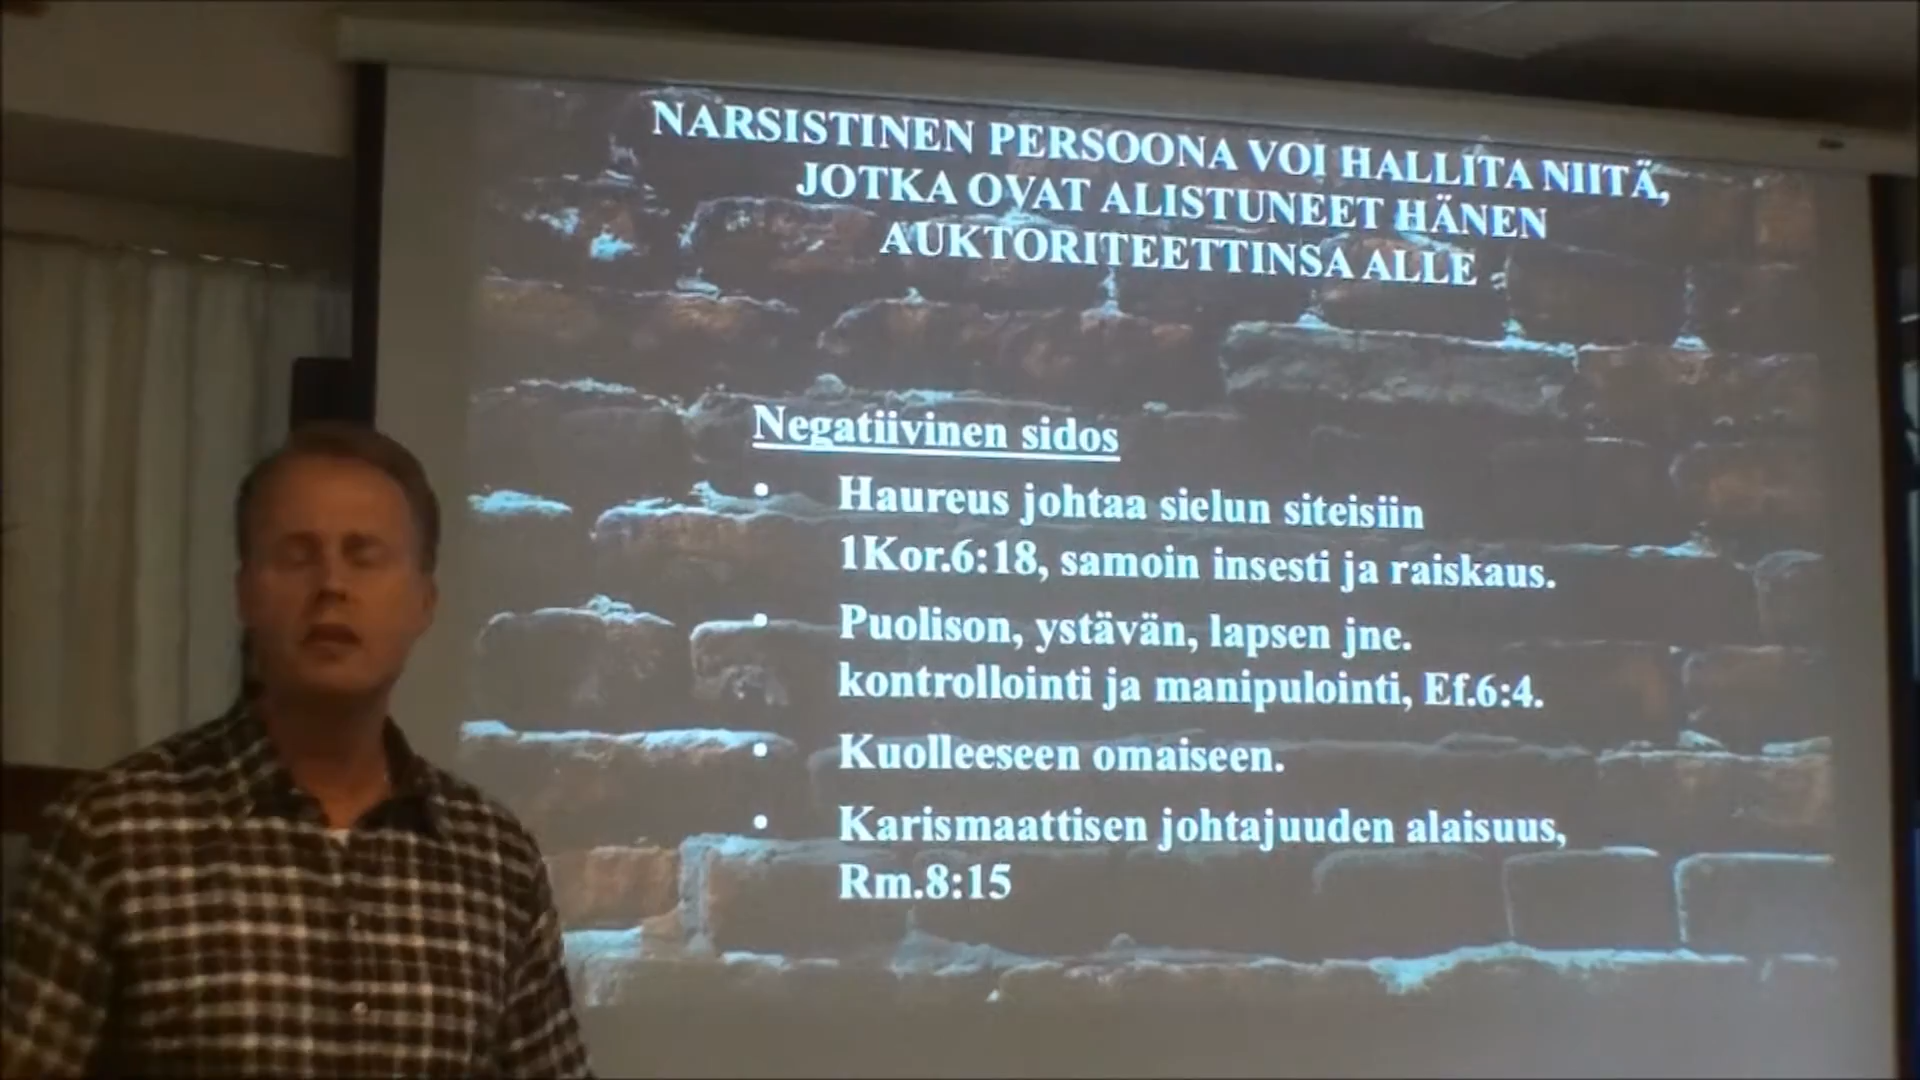 NARSISTINEN PERSOONA VOI HALLITA NIITÄ,
JOTKA OVAT ALISTUNEET HÄNEN
AUKTORITEETTINSA ALLE
Negatiivinen sidos
• Haureus johtaa sielun siteisiin
1Kor.6:18, samoin insesti ja raiskaus.
• Puolison, ystävän, lapsen jne.
kontrollointi ja manipulointi, Ef.6:4.
• Kuolleeseen omaiseen.
• Karismaattisen johtajuuden alaisuus,
Rm.8:15